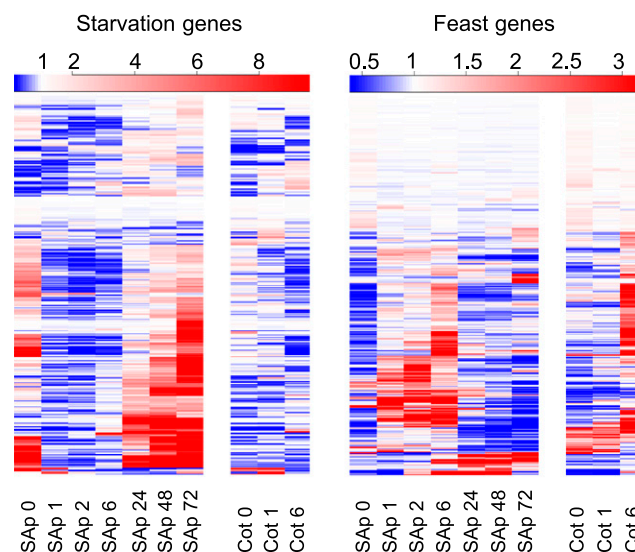 Starvation genes Feast genes
1 2 4 6 8 0.5 1 1.5 2 2.5 3
SAp 0 SAp 1 SAp 2 SAp 6 SAp 24 SAp 48 SAp 72 Cot 0 Cot 1 Cot 6 SAp 0 SAp 1 SAp 2 SAp 6 SAp 24 SAp 48 SAp 72 Cot 0 Cot 1 Cot 6